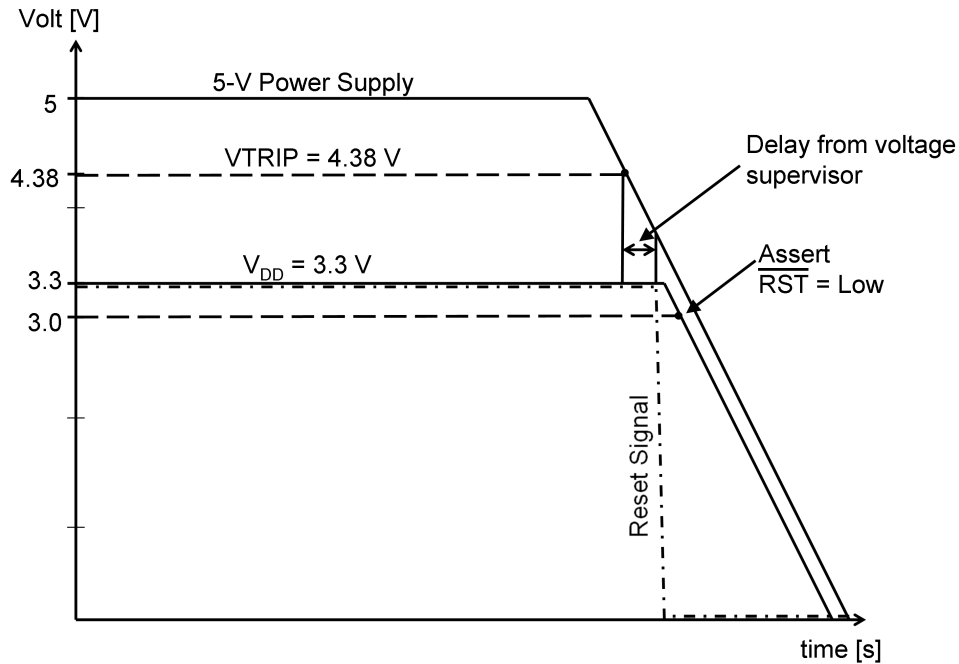 Volt [V]
5-V Power Supply
5
VTRIP = 4.38 V
Delay from voltage
supervisor
4.38
VDD = 3.3 V
Assert
RST = Low
3.3
3.0
Reset Signal
time [s]